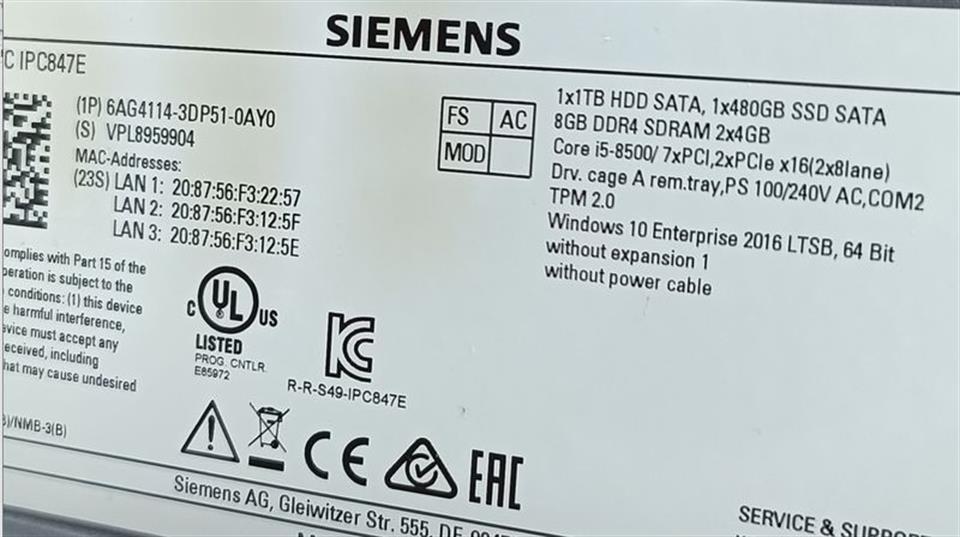 SIEMENS
C IPC847E
(1P) 6AG4114-3DP51-0AY0
(S) VPL8959904
MAC-Addresses:
(23S) LAN 1: 20:87:56:F3:22:57
LAN 2: 20:87:56:F3:12:5F
LAN 3: 20:87:56:F3:12:5E
FS AC
MOD
1x1TB HDD SATA, 1x480GB SSD SATA
8GB DDR4 SDRAM 2x4GB
Core i5-8500/ 7xPCI,2xPCIe x16(2x8lane)
Drv. cage A rem.tray,PS 100/240V AC,COM2
TPM 2.0
Windows 10 Enterprise 2016 LTSB, 64 Bit
without expansion 1
without power cable
omplies with Part 15 of the
peration is subject to the
conditions: (1) this device
e harmful interference,
evice must accept any
eceived, including
hat may cause undesired
B)/NMB-3(B)
C UL US
LISTED
PROG. CNTLR.
E85972
R-R-S49-IPC847E
CE EAC
Siemens AG, Gleiwitzer Str. 555, DE-904
SERVICE & SUPPOR